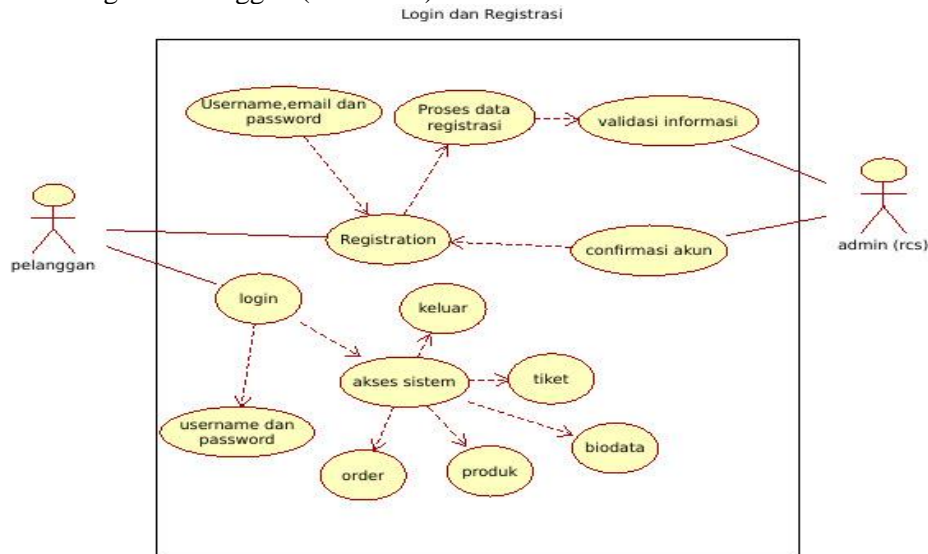 Login dan Registrasi
Username,email dan
password
Proses data
registrasi
validasi informasi
pelanggan
Registration
confirmasi akun
admin (rcs)
login
keluar
akses sistem
tiket
username dan
password
order
produk
biodata